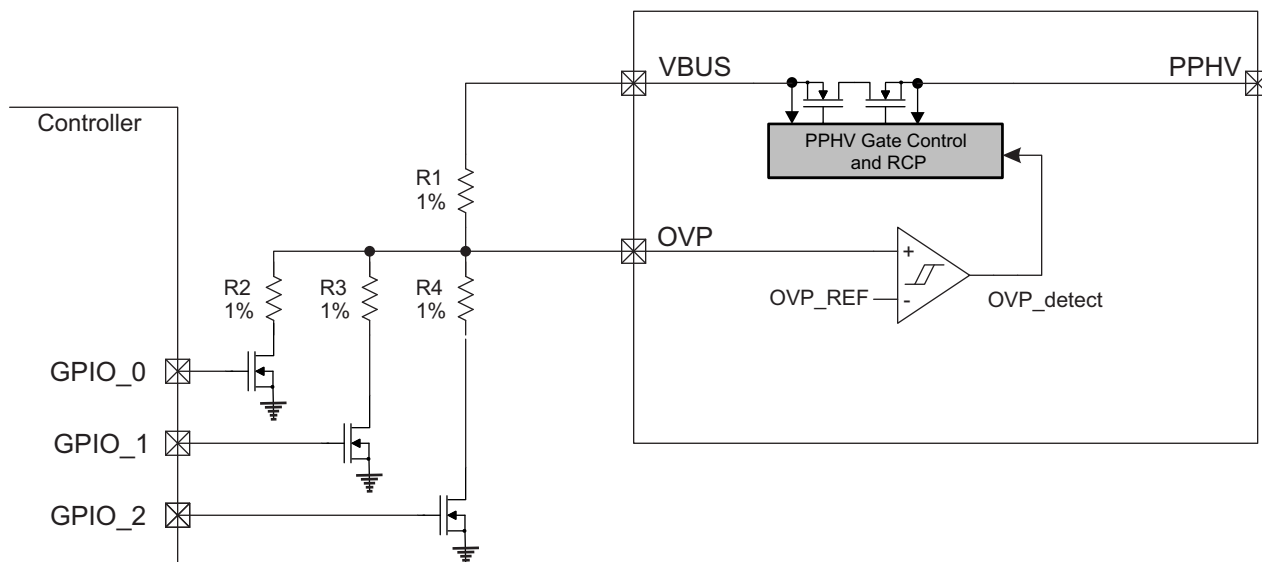 VBUS
PPHV
Controller
PPHV Gate Control
and RCP
R1
1%
OVP
+
R2
1%
R3
1%
R4
1%
OVP_REF
-
OVP_detect
GPIO_0
GPIO_1
GPIO_2